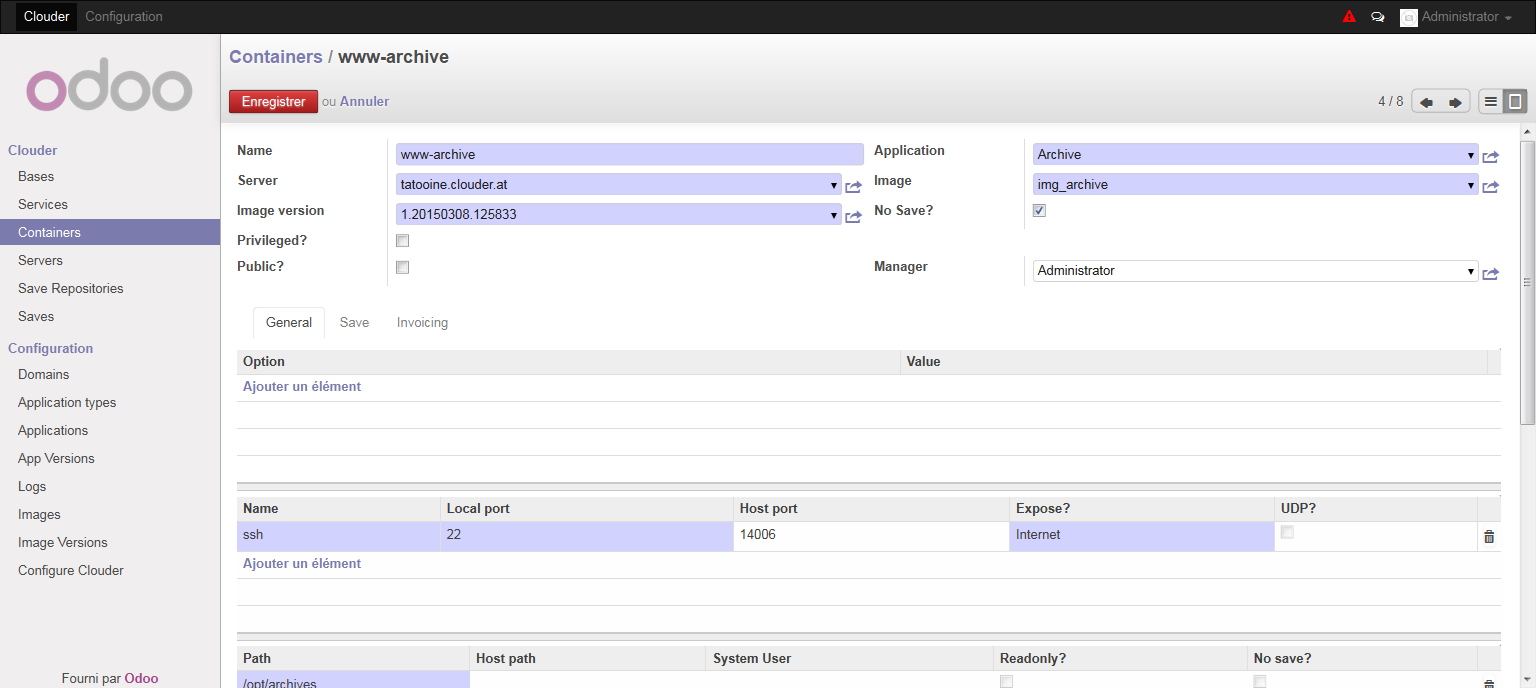 Clouder Configuration Administrator
odoo
Containers / www-archive
Enregistrer ou Annuler 4 / 8
Clouder
Bases
Services
Containers
Servers
Save Repositories
Saves
Configuration
Domains
Application types
Applications
App Versions
Logs
Images
Image Versions
Configure Clouder
Fourni par Odoo
Name www-archive Application Archive
Server tatooine.clouder.at Image img_archive
Image version 1.20150308.125833 No Save?
Privileged?
Public? Manager Administrator
General Save Invoicing
Option Value
Ajouter un élément
Name Local port Host port Expose? UDP?
ssh 22 14006 Internet
Ajouter un élément
Path Host path System User Readonly? No save?
/opt/archives